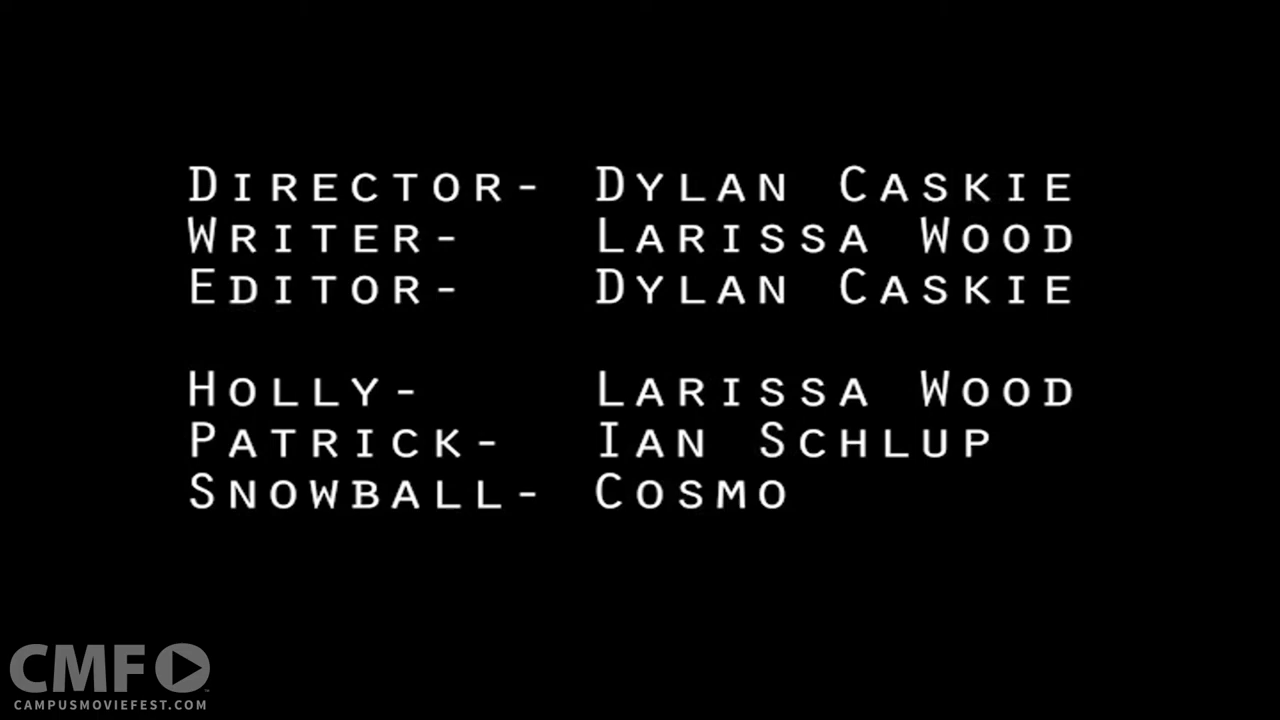 Director- Dylan Caskie
Writer- Larissa Wood
Editor- Dylan Caskie
Holly- Larissa Wood
Patrick- Ian Schlup
Snowball- Cosmo
CMF
CAMPUSMOVIEFEST.COM